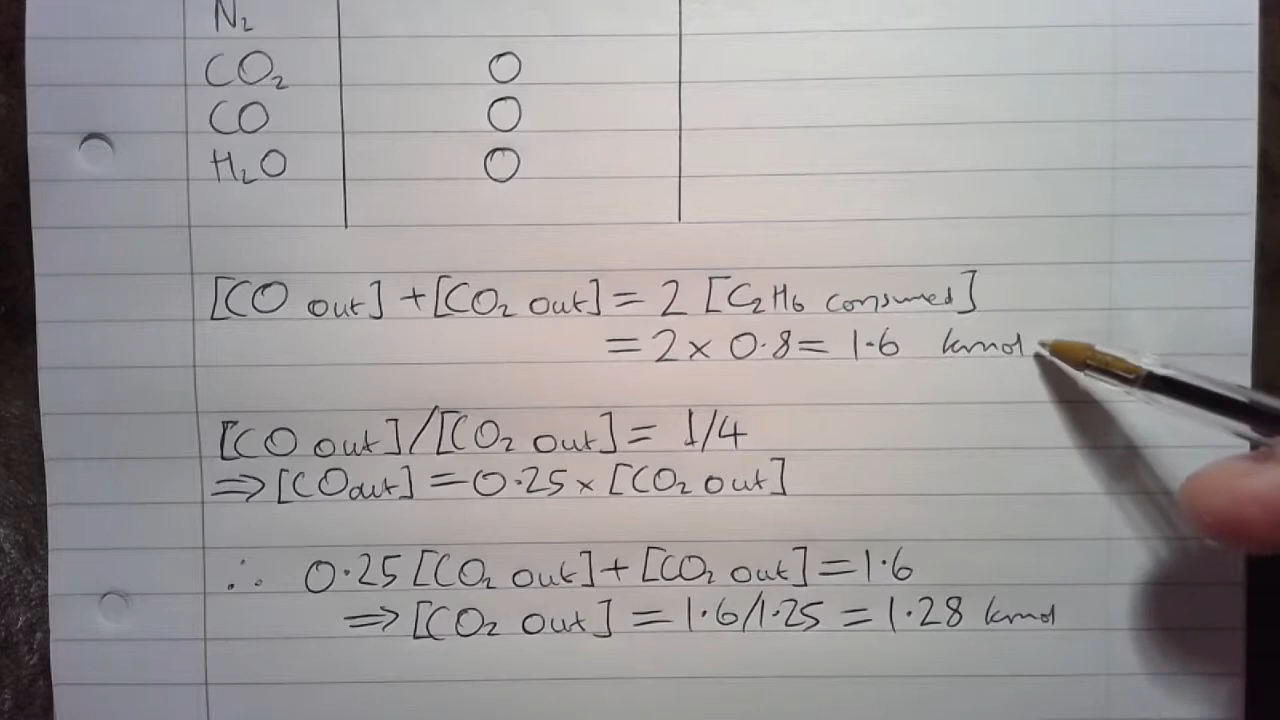 N₂
CO₂ 0
CO 0
H₂O 0
[CO out] + [CO₂ out] = 2 [C₂H₆ consumed]
= 2 × 0.8 = 1.6 kmol
[CO out]/[CO₂ out] = 1/4
⇒ [CO out] = 0.25 × [CO₂ out]
∴ 0.25 [CO₂ out] + [CO₂ out] = 1.6
⇒ [CO₂ out] = 1.6/1.25 = 1.28 kmol